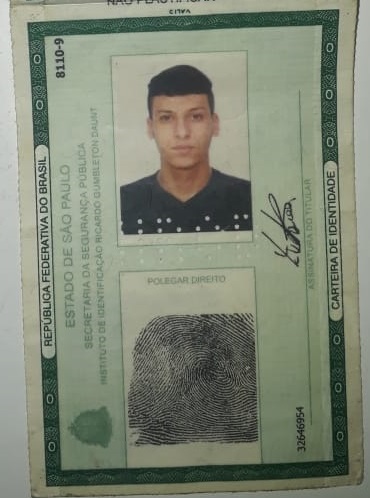 NÃO PLASTIFICAR
8110-9
REPÚBLICA FEDERATIVA DO BRASIL
ESTADO DE SÃO PAULO
SECRETARIA DA SEGURANÇA PÚBLICA
INSTITUTO DE IDENTIFICAÇÃO RICARDO GUMBLETON DAUNT
POLEGAR DIREITO
ASSINATURA DO TITULAR
32646954
CARTEIRA DE IDENTIDADE